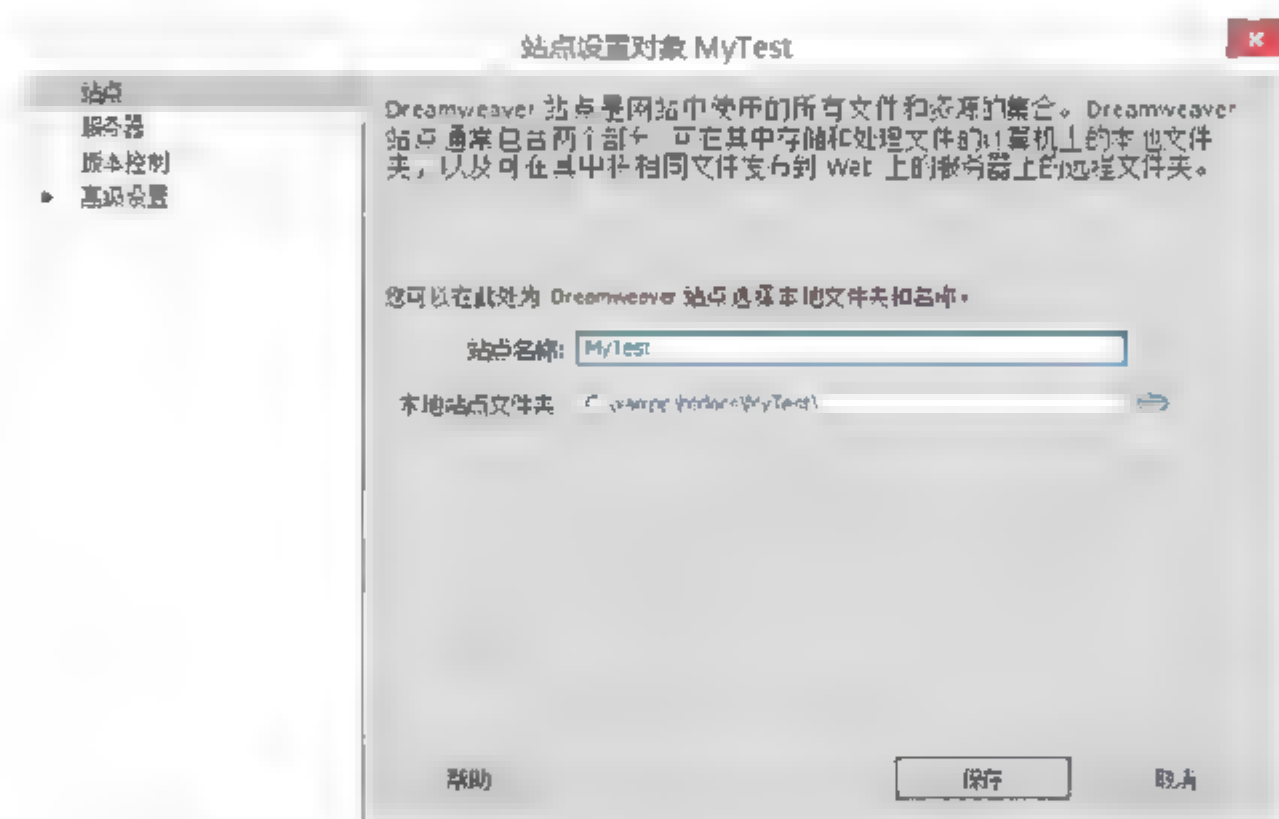 站点设置对象 MyTest
站点
服务器
版本控制
高级设置
Dreamweaver 站点是网站中使用的所有文件和资源的集合。Dreamweaver
站点通常包含两个部分 可在其中存储和处理文件的计算机上的本地文件
夹，以及可在其中将相同文件发布到 Web 上的服务器上的远程文件夹。
您可以在此处为 Dreamweaver 站点选择本地文件夹和名称。
站点名称: MyTest
本地站点文件夹 C \MyTest\
帮助 保存 取消